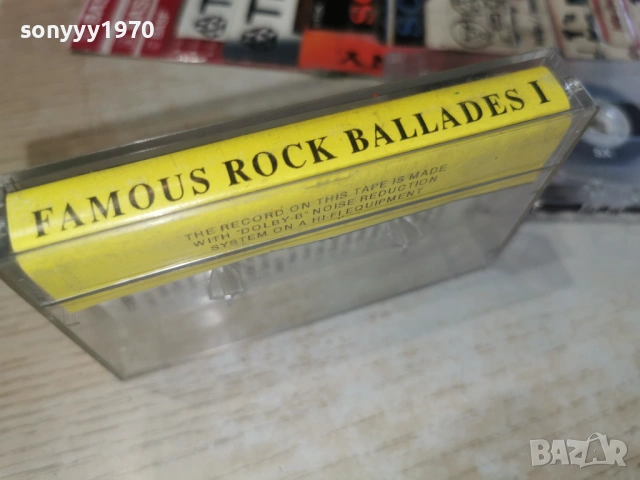 sonyyy1970
sonyyy1970
FAMOUS ROCK BALLADES I
THE RECORD ON THIS TAPE IS MADE
WITH "DOLBY-B" NOISE REDUCTION
SYSTEM ON A HI-FI EQUIPMENT
BAZAR